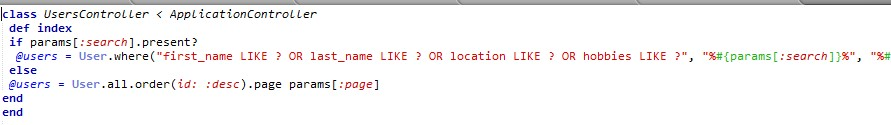 class UsersController < ApplicationController
def index
if params[:search].present?
@users = User.where("first_name LIKE ? OR last_name LIKE ? OR location LIKE ? OR hobbies LIKE ?", "%#{params[:search]}%", "%#
else
@users = User.all.order(id: :desc).page params[:page]
end
end